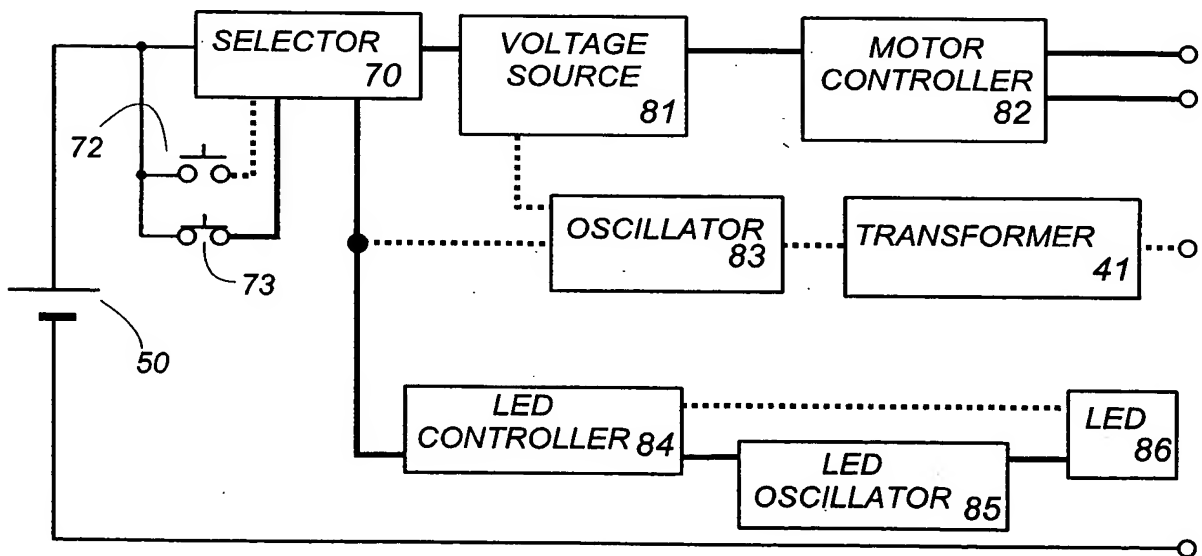 SELECTOR
70
VOLTAGE
SOURCE
81
MOTOR
CONTROLLER
82
72
73
50
OSCILLATOR
83
TRANSFORMER
41
LED
CONTROLLER 84
LED
OSCILLATOR 85
LED
86